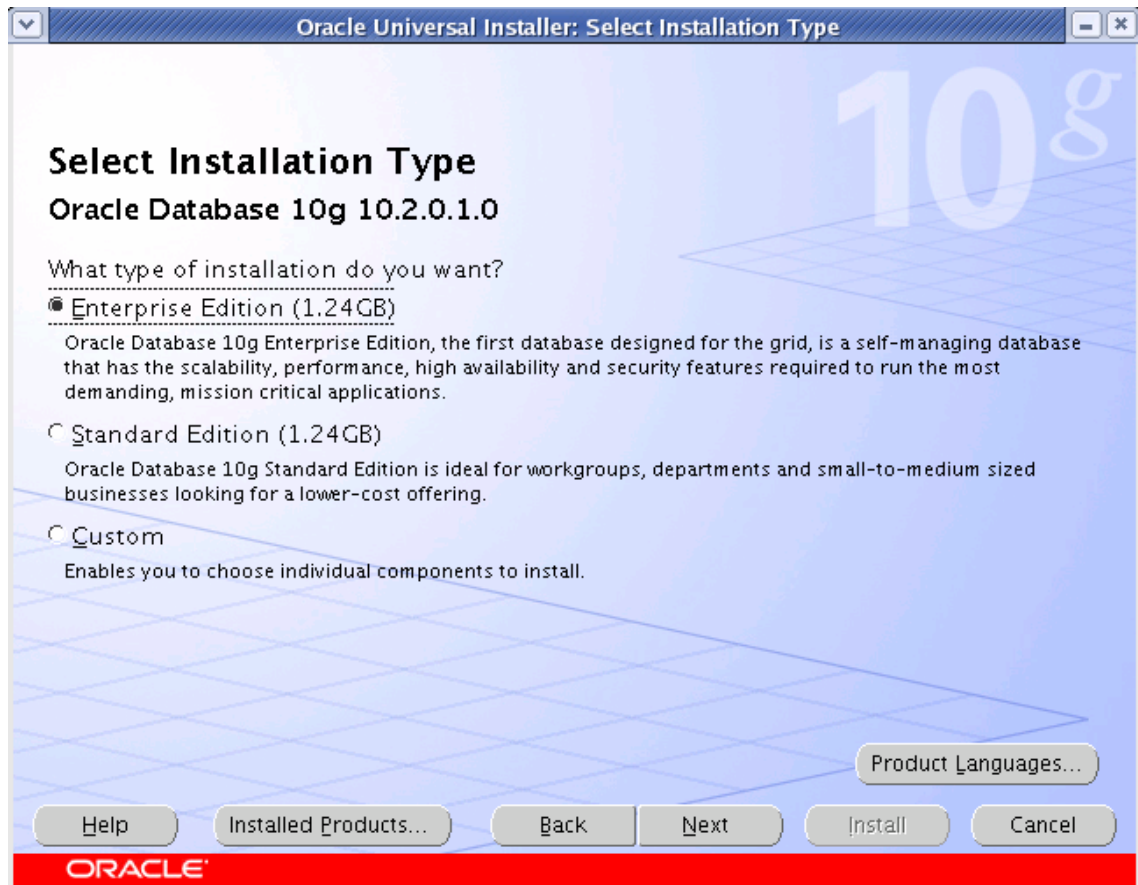 Oracle Universal Installer: Select Installation Type
10g
Select Installation Type
Oracle Database 10g 10.2.0.1.0
What type of installation do you want?
Enterprise Edition (1.24GB)
Oracle Database 10g Enterprise Edition, the first database designed for the grid, is a self-managing database
that has the scalability, performance, high availability and security features required to run the most
demanding, mission critical applications.
Standard Edition (1.24GB)
Oracle Database 10g Standard Edition is ideal for workgroups, departments and small-to-medium sized
businesses looking for a lower-cost offering.
Custom
Enables you to choose individual components to install.
Product Languages...
Help Installed Products... Back Next Install Cancel
ORACLE